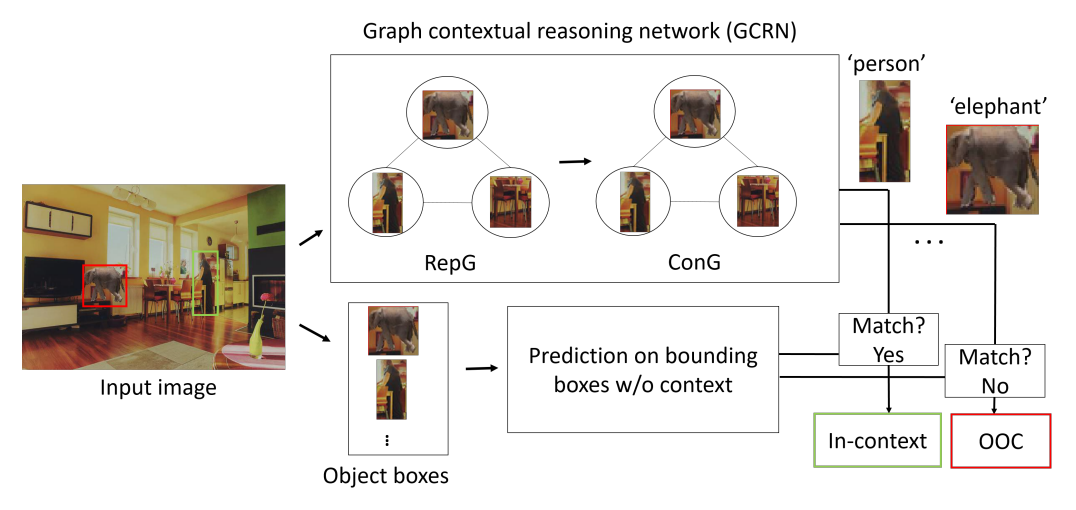 Graph contextual reasoning network (GCRN)
'person'
'elephant'
RepG
ConG
...
Input image
Object boxes
Prediction on bounding
boxes w/o context
Match?
Yes
Match?
No
In-context
OOC